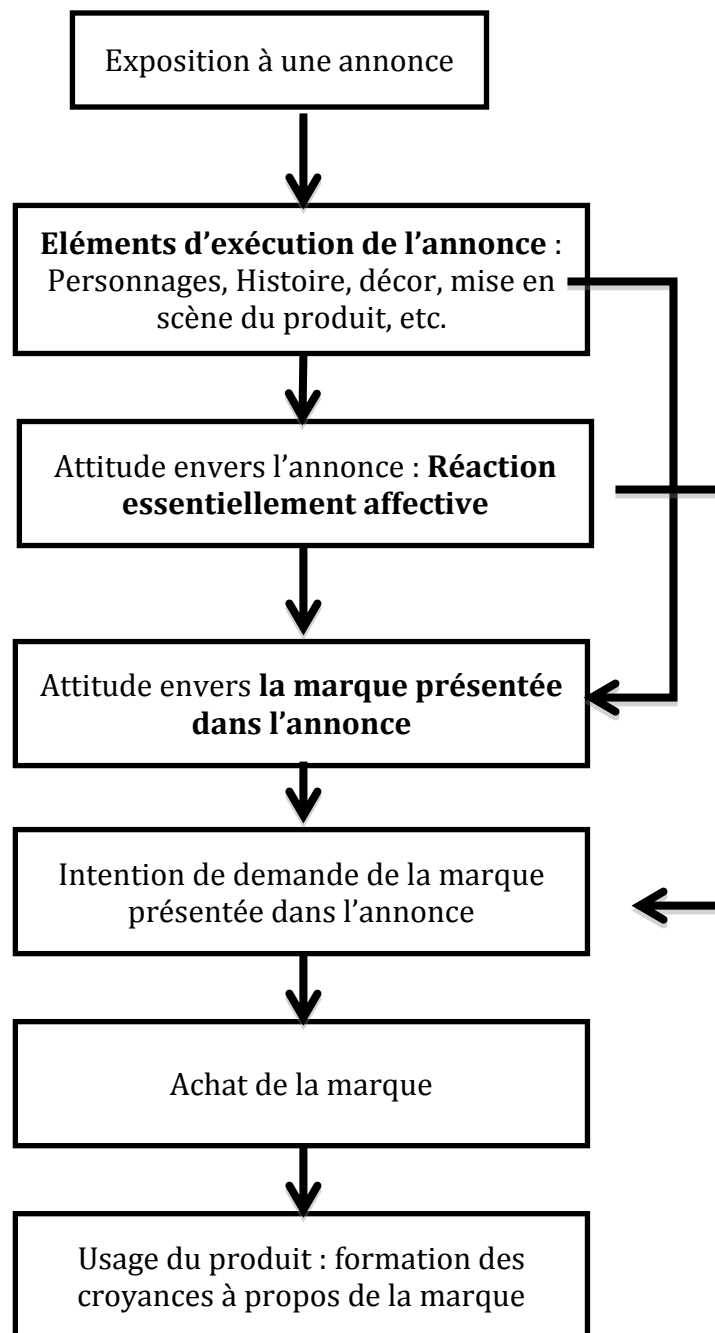 Exposition à une annonce
Eléments d’exécution de l’annonce :
Personnages, Histoire, décor, mise en
scène du produit, etc.
Attitude envers l’annonce : Réaction
essentiellement affective
Attitude envers la marque présentée
dans l’annonce
Intention de demande de la marque
présentée dans l’annonce
Achat de la marque
Usage du produit : formation des
croyances à propos de la marque